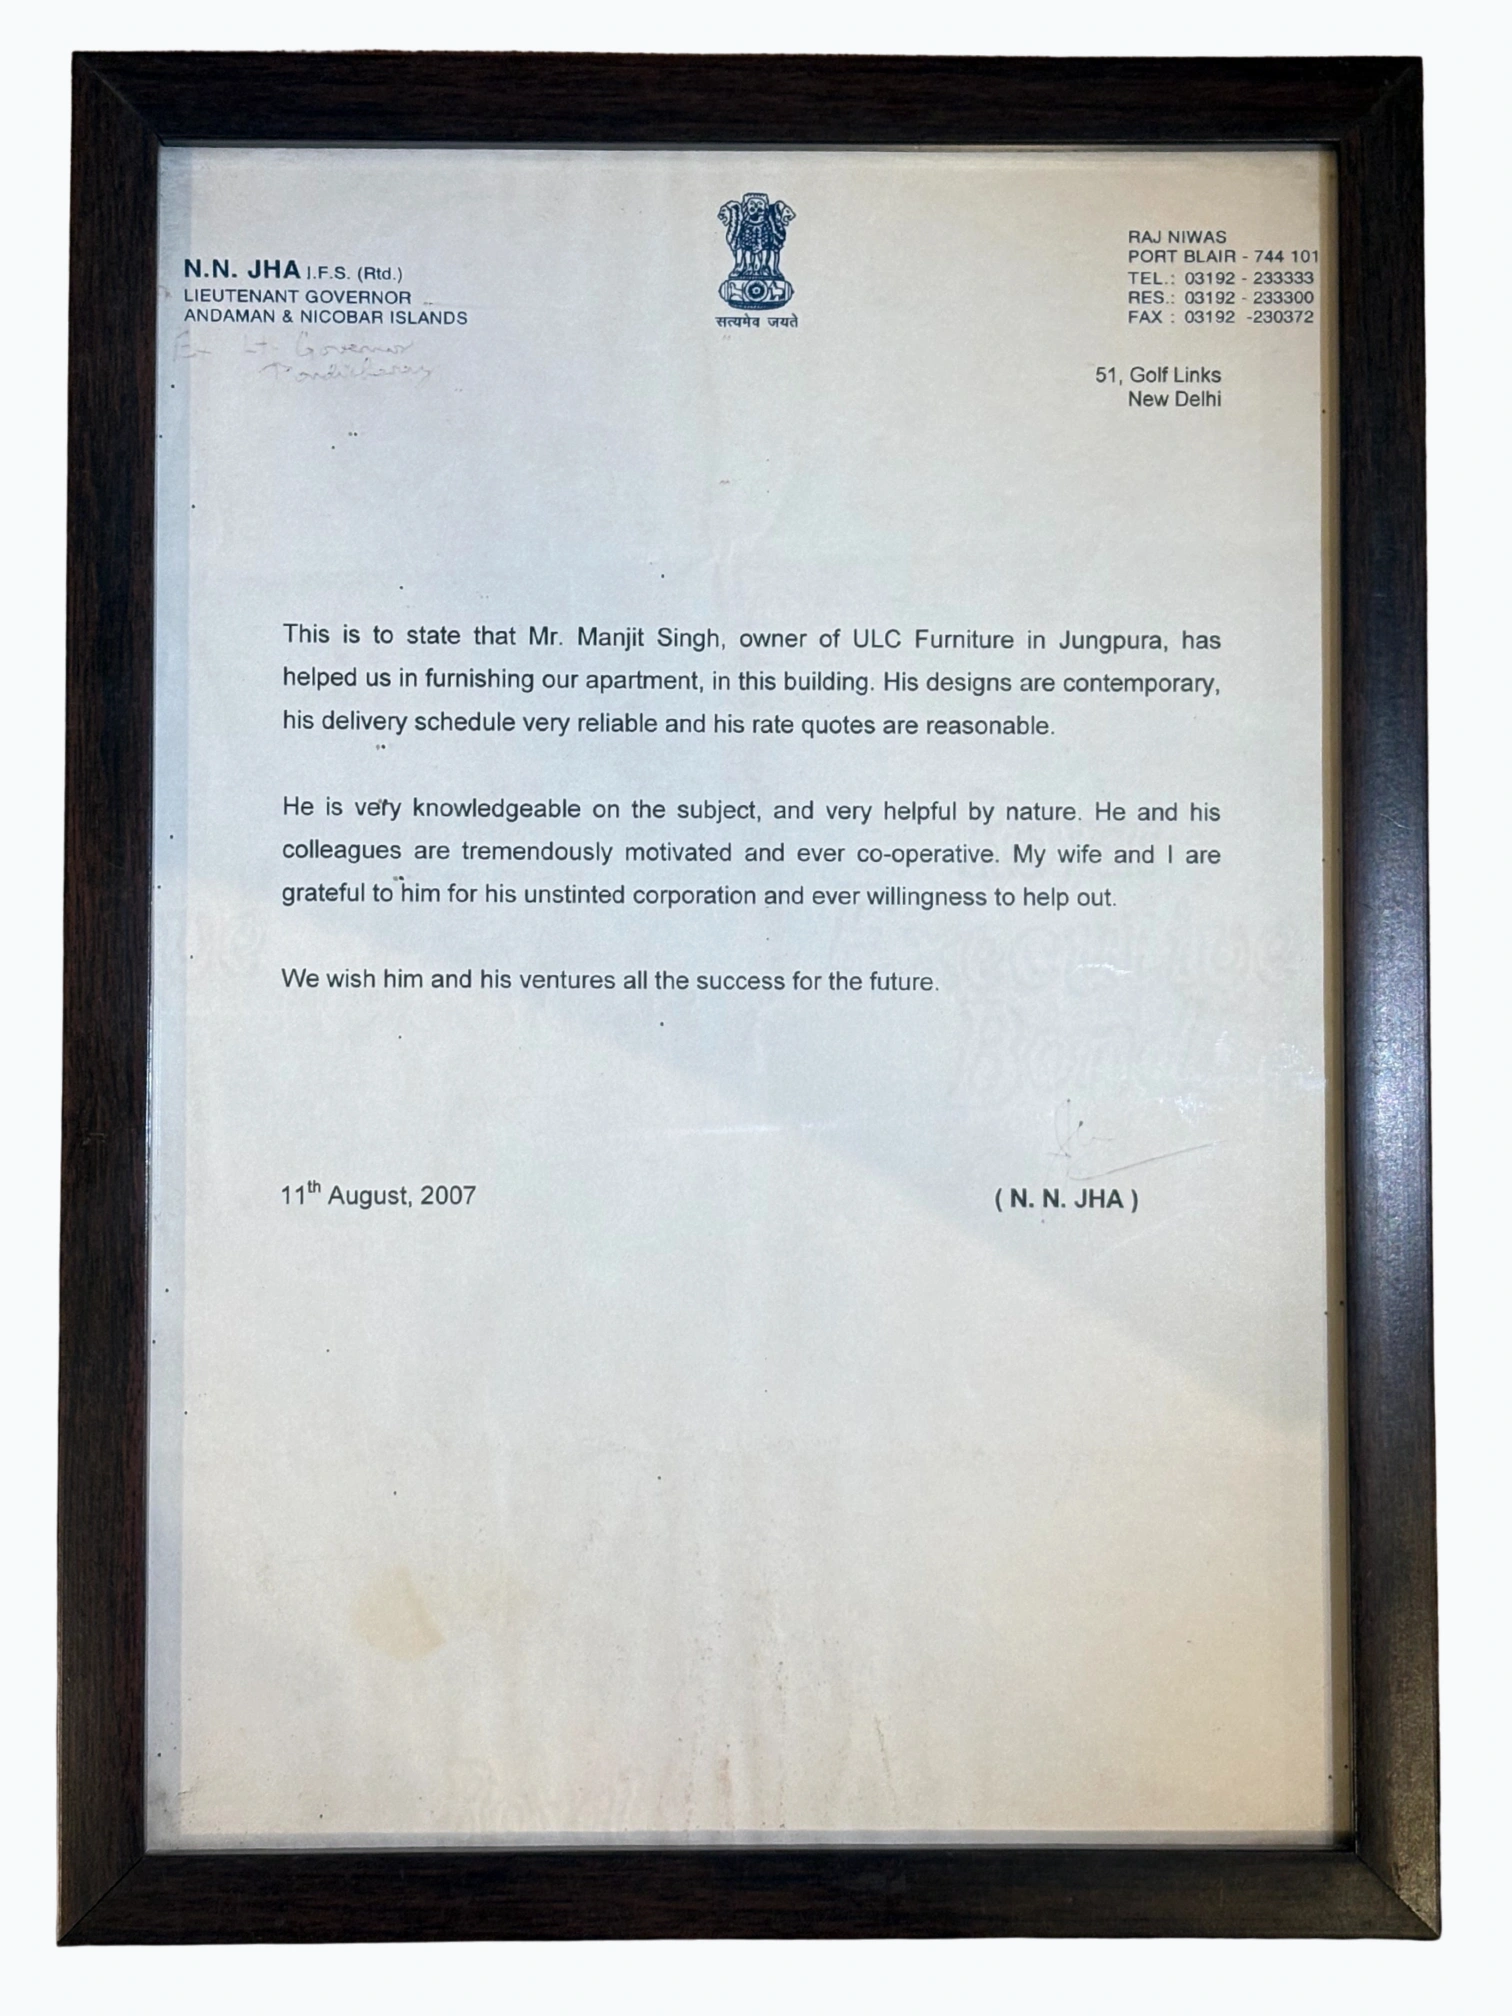 N.N. JHA I.F.S. (Rtd.)
LIEUTENANT GOVERNOR
ANDAMAN & NICOBAR ISLANDS
Lt. Governor
Pondicherry
सत्यमेव जयते
RAJ NIWAS
PORT BLAIR - 744 101
TEL.: 03192 - 233333
RES.: 03192 - 233300
FAX : 03192 -230372
51, Golf Links
New Delhi
This is to state that Mr. Manjit Singh, owner of ULC Furniture in Jungpura, has
helped us in furnishing our apartment, in this building. His designs are contemporary,
his delivery schedule very reliable and his rate quotes are reasonable.
He is very knowledgeable on the subject, and very helpful by nature. He and his
colleagues are tremendously motivated and ever co-operative. My wife and I are
grateful to him for his unstinted corporation and ever willingness to help out.
We wish him and his ventures all the success for the future.
11th August, 2007
( N. N. JHA )